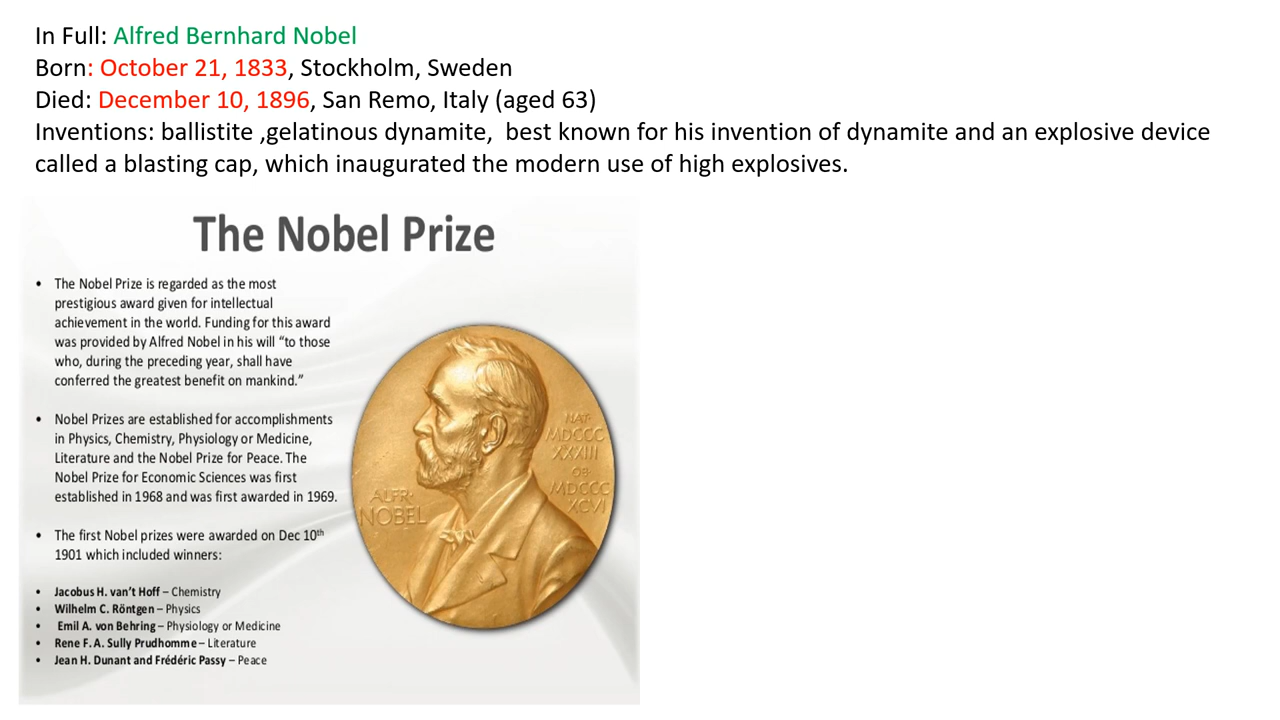 In Full: Alfred Bernhard Nobel
Born: October 21, 1833, Stockholm, Sweden
Died: December 10, 1896, San Remo, Italy (aged 63)
Inventions: ballistite ,gelatinous dynamite,  best known for his invention of dynamite and an explosive device
called a blasting cap, which inaugurated the modern use of high explosives.
The Nobel Prize
• The Nobel Prize is regarded as the most
prestigious award given for intellectual
achievement in the world. Funding for this award
was provided by Alfred Nobel in his will “to those
who, during the preceding year, shall have
conferred the greatest benefit on mankind.”
• Nobel Prizes are established for accomplishments
in Physics, Chemistry, Physiology or Medicine,
Literature and the Nobel Prize for Peace. The
Nobel Prize for Economic Sciences was first
established in 1968 and was first awarded in 1969.
• The first Nobel prizes were awarded on Dec 10th
1901 which included winners:
• Jacobus H. van’t Hoff – Chemistry
• Wilhelm C. Röntgen – Physics
• Emil A. von Behring – Physiology or Medicine
• Rene F. A. Sully Prudhomme – Literature
• Jean H. Dunant and Frédéric Passy – Peace
ALFR·
NOBEL
NAT·
MDCCC
XXXIII
OB·
MDCCC
XCVI